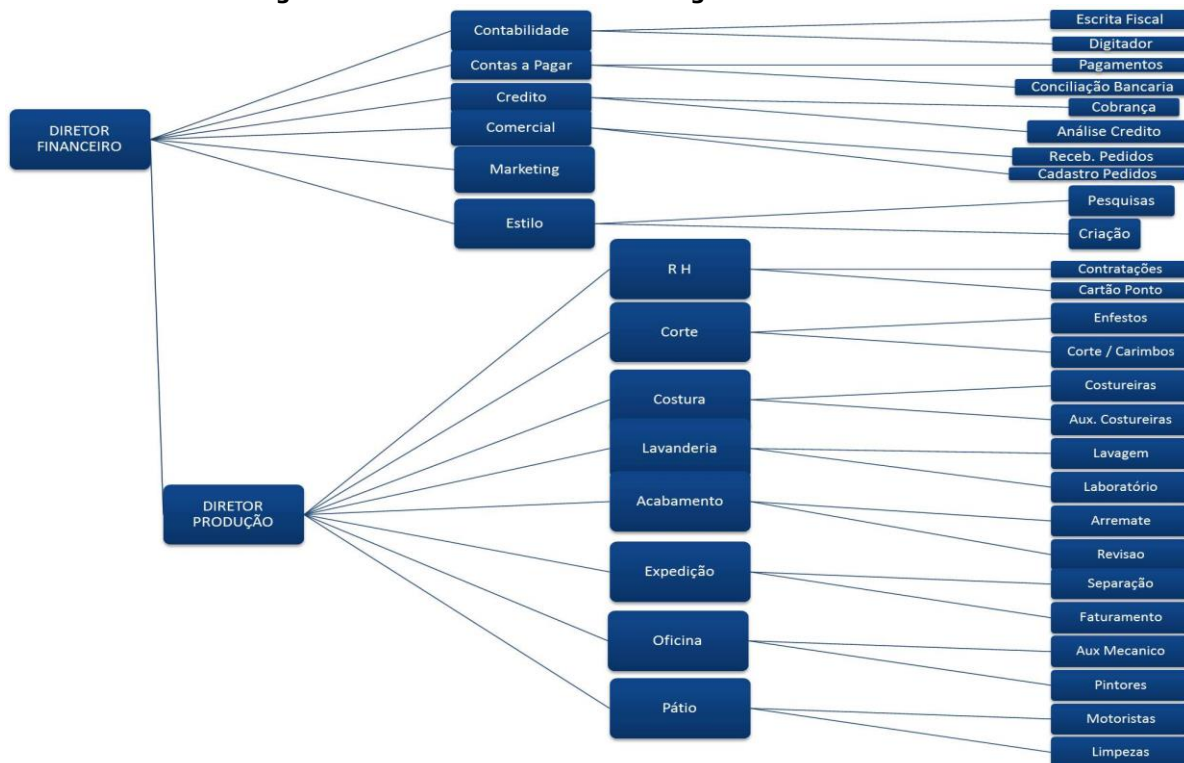 Contabilidade
Escrita Fiscal
Digitador
Contas a Pagar
Pagamentos
Conciliação Bancaria
Credito
Cobrança
Análise Credito
DIRETOR
FINANCEIRO
Comercial
Receb. Pedidos
Cadastro Pedidos
Marketing
Estilo
Pesquisas
Criação
R H
Contratações
Cartão Ponto
Corte
Enfestos
Corte / Carimbos
Costura
Costureiras
Aux. Costureiras
Lavanderia
Lavagem
Laboratório
DIRETOR
PRODUÇÃO
Acabamento
Arremate
Revisao
Expedição
Separação
Faturamento
Oficina
Aux Mecanico
Pintores
Pátio
Motoristas
Limpezas